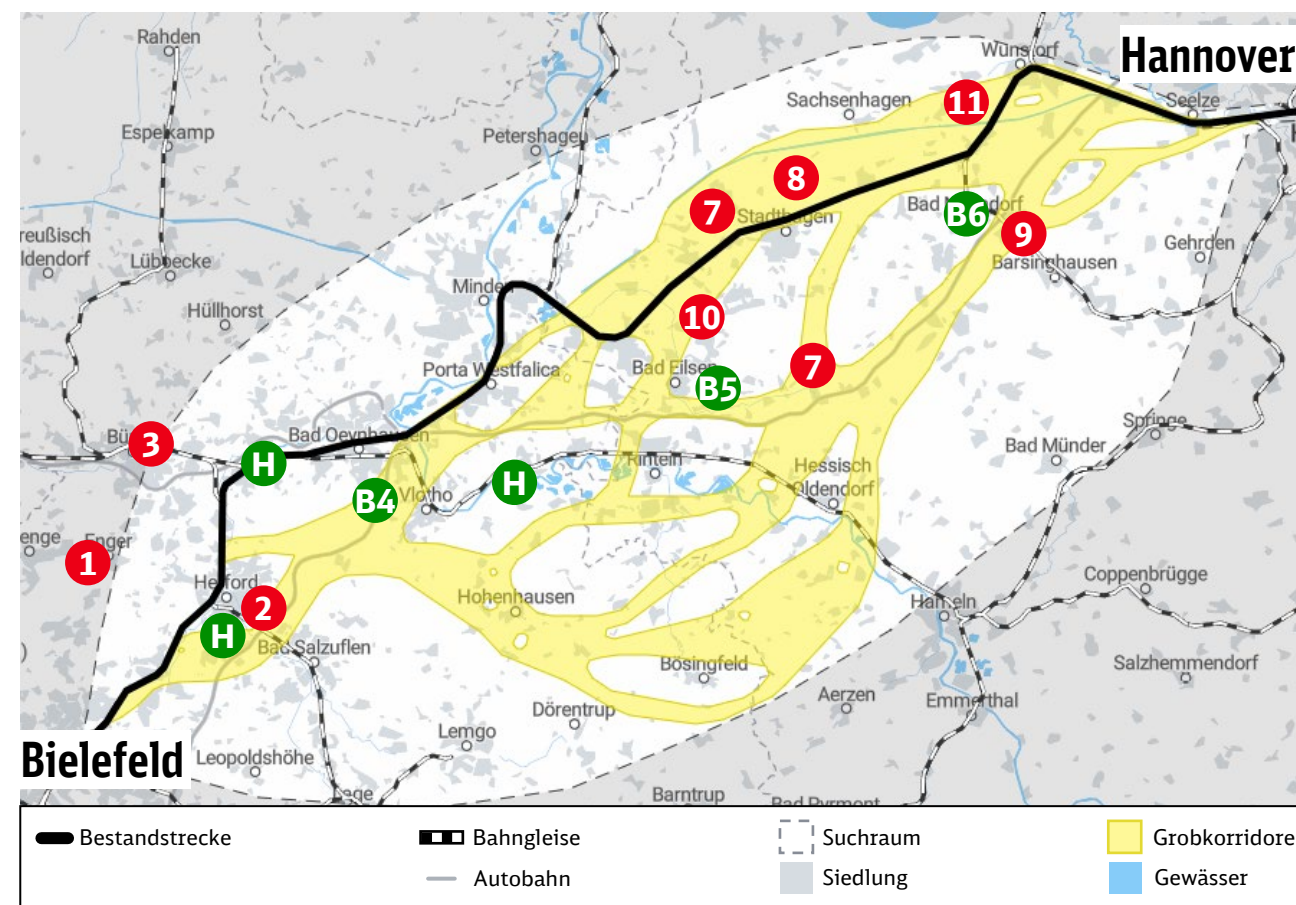 Rahden
Wunstorf
Hannover
Sachsenhagen
11
Seelze
Espelkamp
Petershagen
8
7
Stadthagen
Bad Nenndorf
B6
9
reußisch
ldendorf
Lübbecke
Gehrden
Barsinghausen
Minden
Hüllhorst
10
Porta Westfalica
Bad Eilsen
B5
7
3
Bad Oeynhausen
Springe
Bad Münder
H
Rinteln
Hessisch
Oldendorf
H
B4
Vlotho
enge
Enger
1
Herford
2
Hohenhausen
Coppenbrügge
Hameln
H
Bad Salzuflen
Bösingfeld
Salzhemmendorf
Aerzen
Emmerthal
Dörentrup
Lemgo
Bielefeld
Leopoldshöhe
Barntrup
Bad Pyrmont
Bestandstrecke
Bahngleise
Suchraum
Grobkorridore
Autobahn
Siedlung
Gewässer